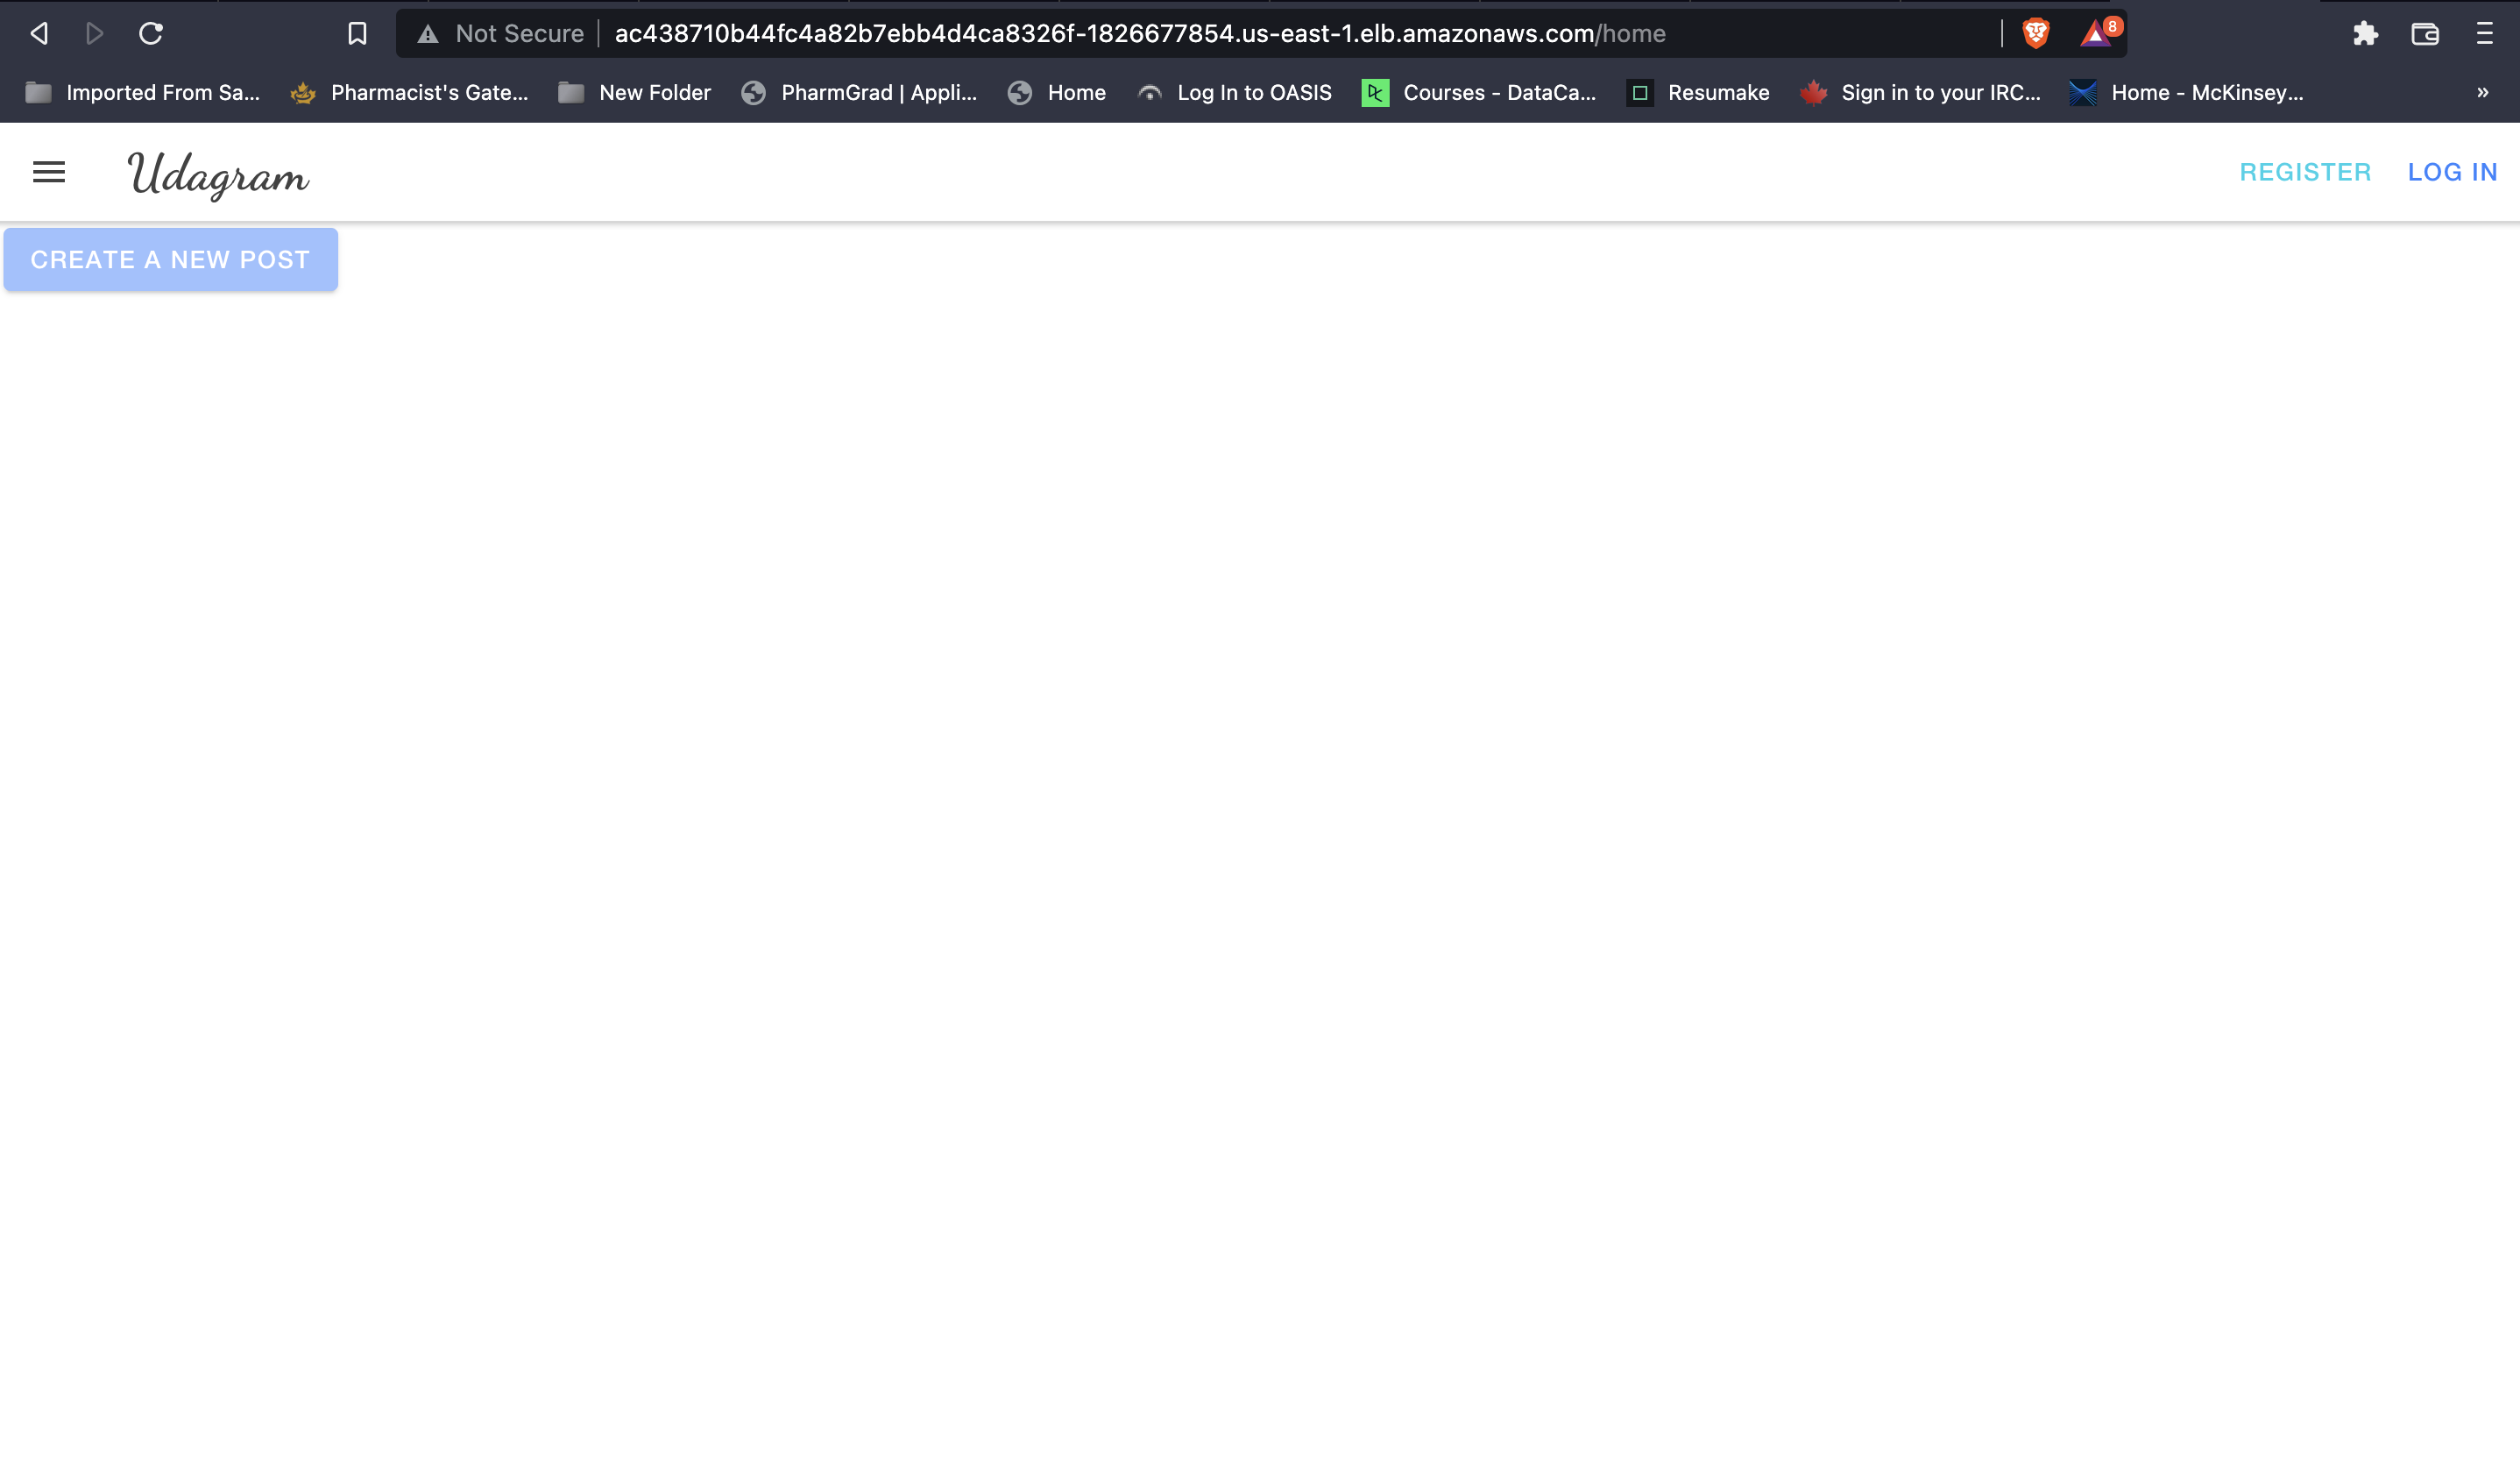 Not Secure ac438710b44fc4a82b7ebb4d4ca8326f-1826677854.us-east-1.elb.amazonaws.com/home 8
Imported From Sa... Pharmacist's Gate... New Folder PharmGrad | Appli... Home Log In to OASIS DC Courses - DataCa... Resumake Sign in to your IRC... Home - McKinsey... »
Udagram REGISTER LOG IN
CREATE A NEW POST